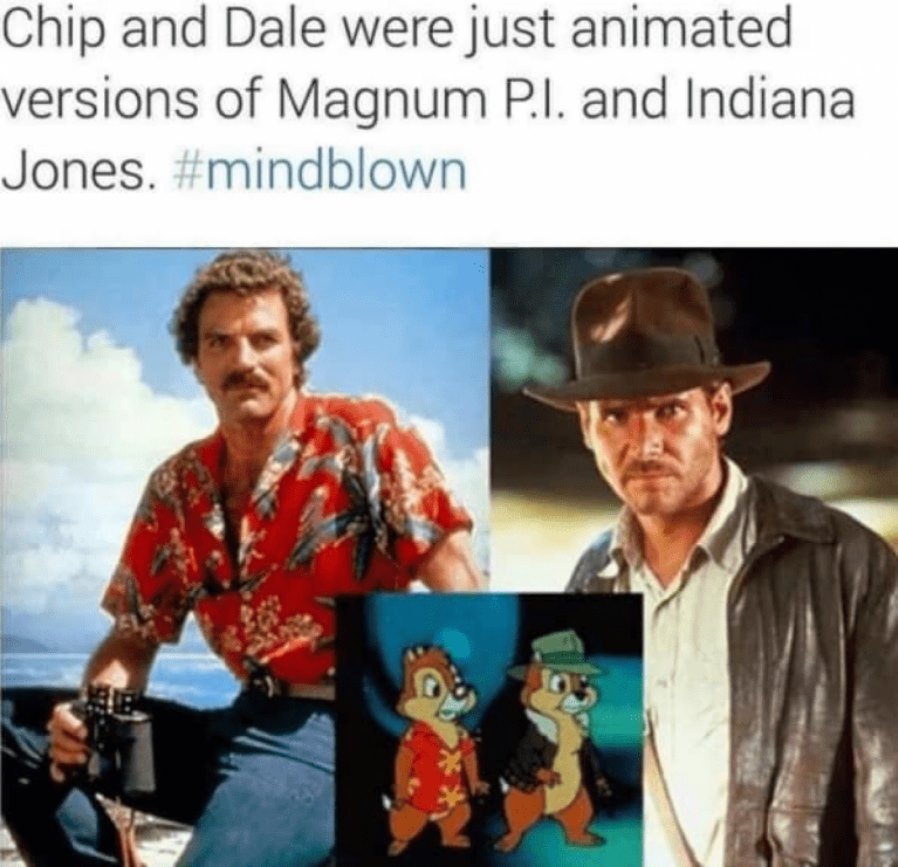 Chip and Dale were just animated
versions of Magnum P.I. and Indiana
Jones. #mindblown